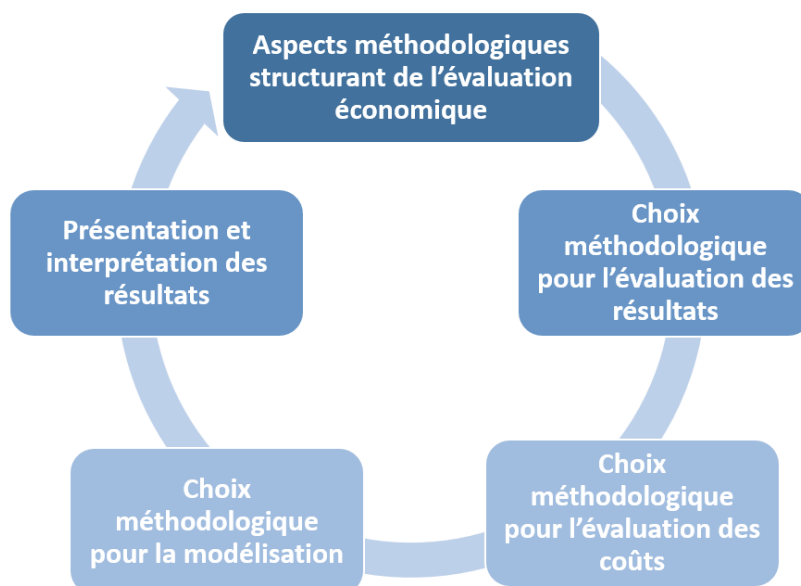 Aspects méthodologiques
structurant de l'évaluation
économique
Choix
méthodologique
pour l'évaluation des
résultats
Choix
méthodologique
pour l'évaluation des
coûts
Choix
méthodologique
pour la modélisation
Présentation et
interprétation des
résultats